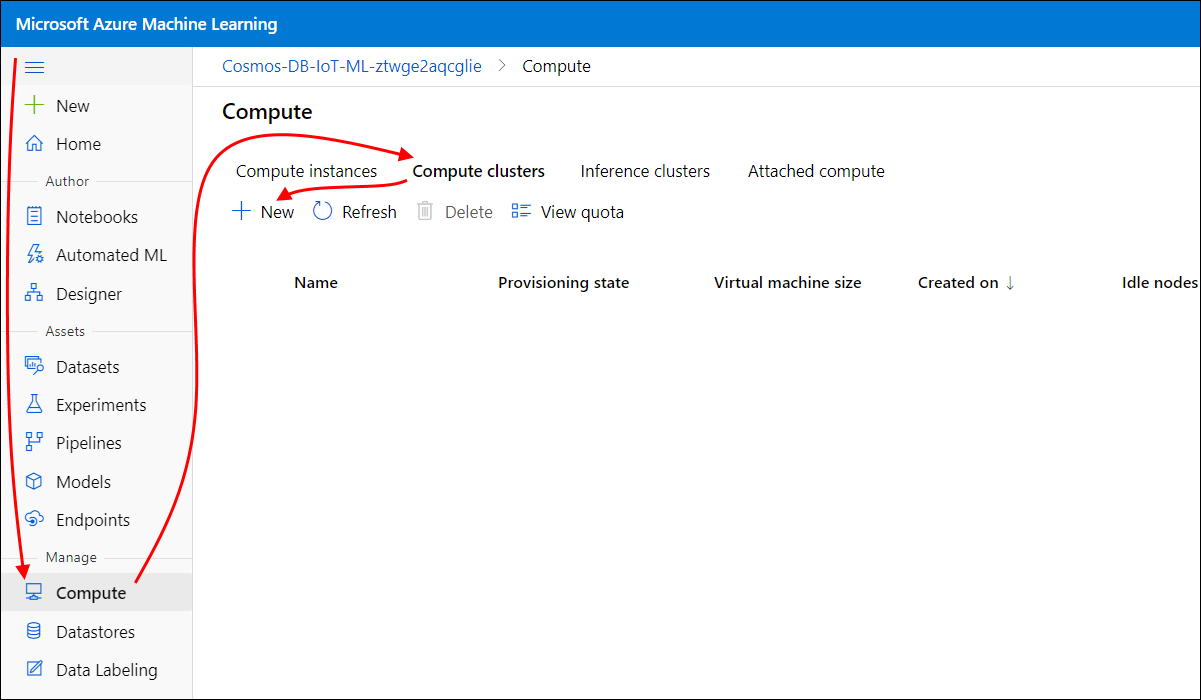 Microsoft Azure Machine Learning
Cosmos-DB-IoT-ML-ztwge2aqcglie > Compute
New
Home
Author
Notebooks
Automated ML
Designer
Assets
Datasets
Experiments
Pipelines
Models
Endpoints
Manage
Compute
Datastores
Data Labeling
Compute
Compute instances Compute clusters Inference clusters Attached compute
New Refresh Delete View quota
Name Provisioning state Virtual machine size Created on ↓ Idle nodes